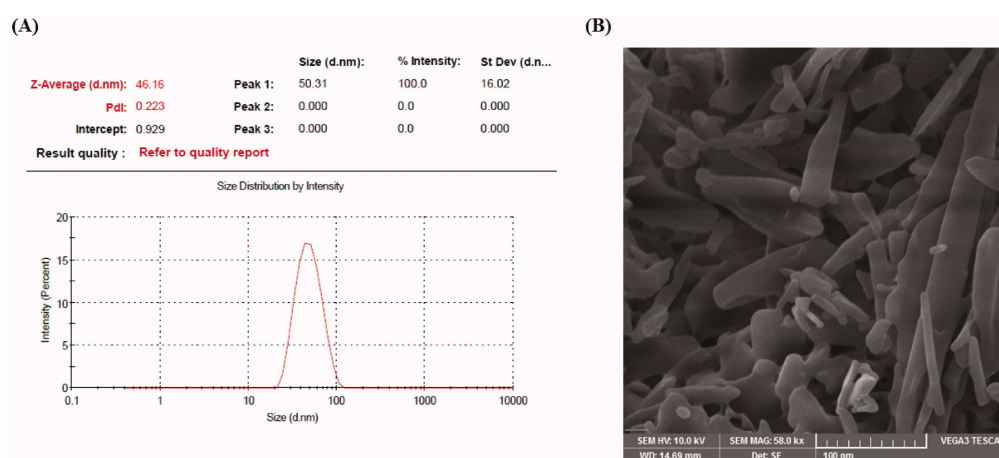 (A)
(B)
Size (d.nm): % Intensity: St Dev (d.n...
Z-Average (d.nm): 46.16 Peak 1: 50.31 100.0 16.02
PdI: 0.223 Peak 2: 0.000 0.0 0.000
Intercept: 0.929 Peak 3: 0.000 0.0 0.000
Result quality : Refer to quality report
Size Distribution by Intensity
Intensity (Percent)
20
15
10
5
0
0.1 1 10 100 1000 10000
Size (d.nm)
SEM HV: 10.0 kV SEM MAG: 58.0 kx VEGA3 TESCA
WD: 14.69 mm Det: SE 100 nm